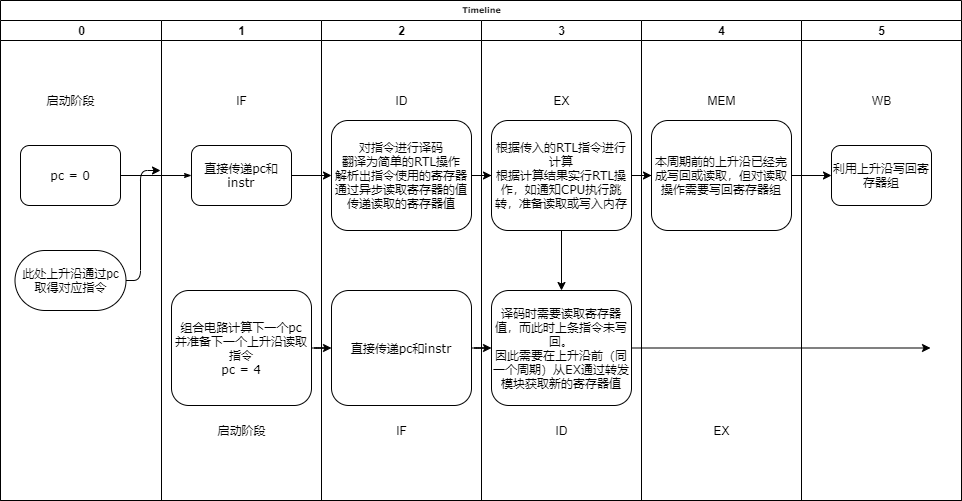 Timeline
0
1
2
3
4
5
启动阶段
IF
ID
EX
MEM
WB
pc = 0
直接传递pc和
instr
对指令进行译码
翻译为简单的RTL操作
解析出指令使用的寄存器
通过异步读取寄存器的值
传递读取的寄存器值
根据传入的RTL指令进行
计算
根据计算结果实行RTL操
作，如通知CPU执行跳
转，准备读取或写入内存
本周期前的上升沿已经完
成写回或读取，但对读取
操作需要写回寄存器组
利用上升沿写回寄
存器组
此处上升沿通过pc
取得对应指令
组合电路计算下一个pc
并准备下一个上升沿读取
指令
pc = 4
直接传递pc和instr
译码时需要读取寄存器
值，而此时上条指令未写
回。
因此需要在上升沿前（同
一个周期）从EX通过转发
模块获取新的寄存器值
启动阶段
IF
ID
EX